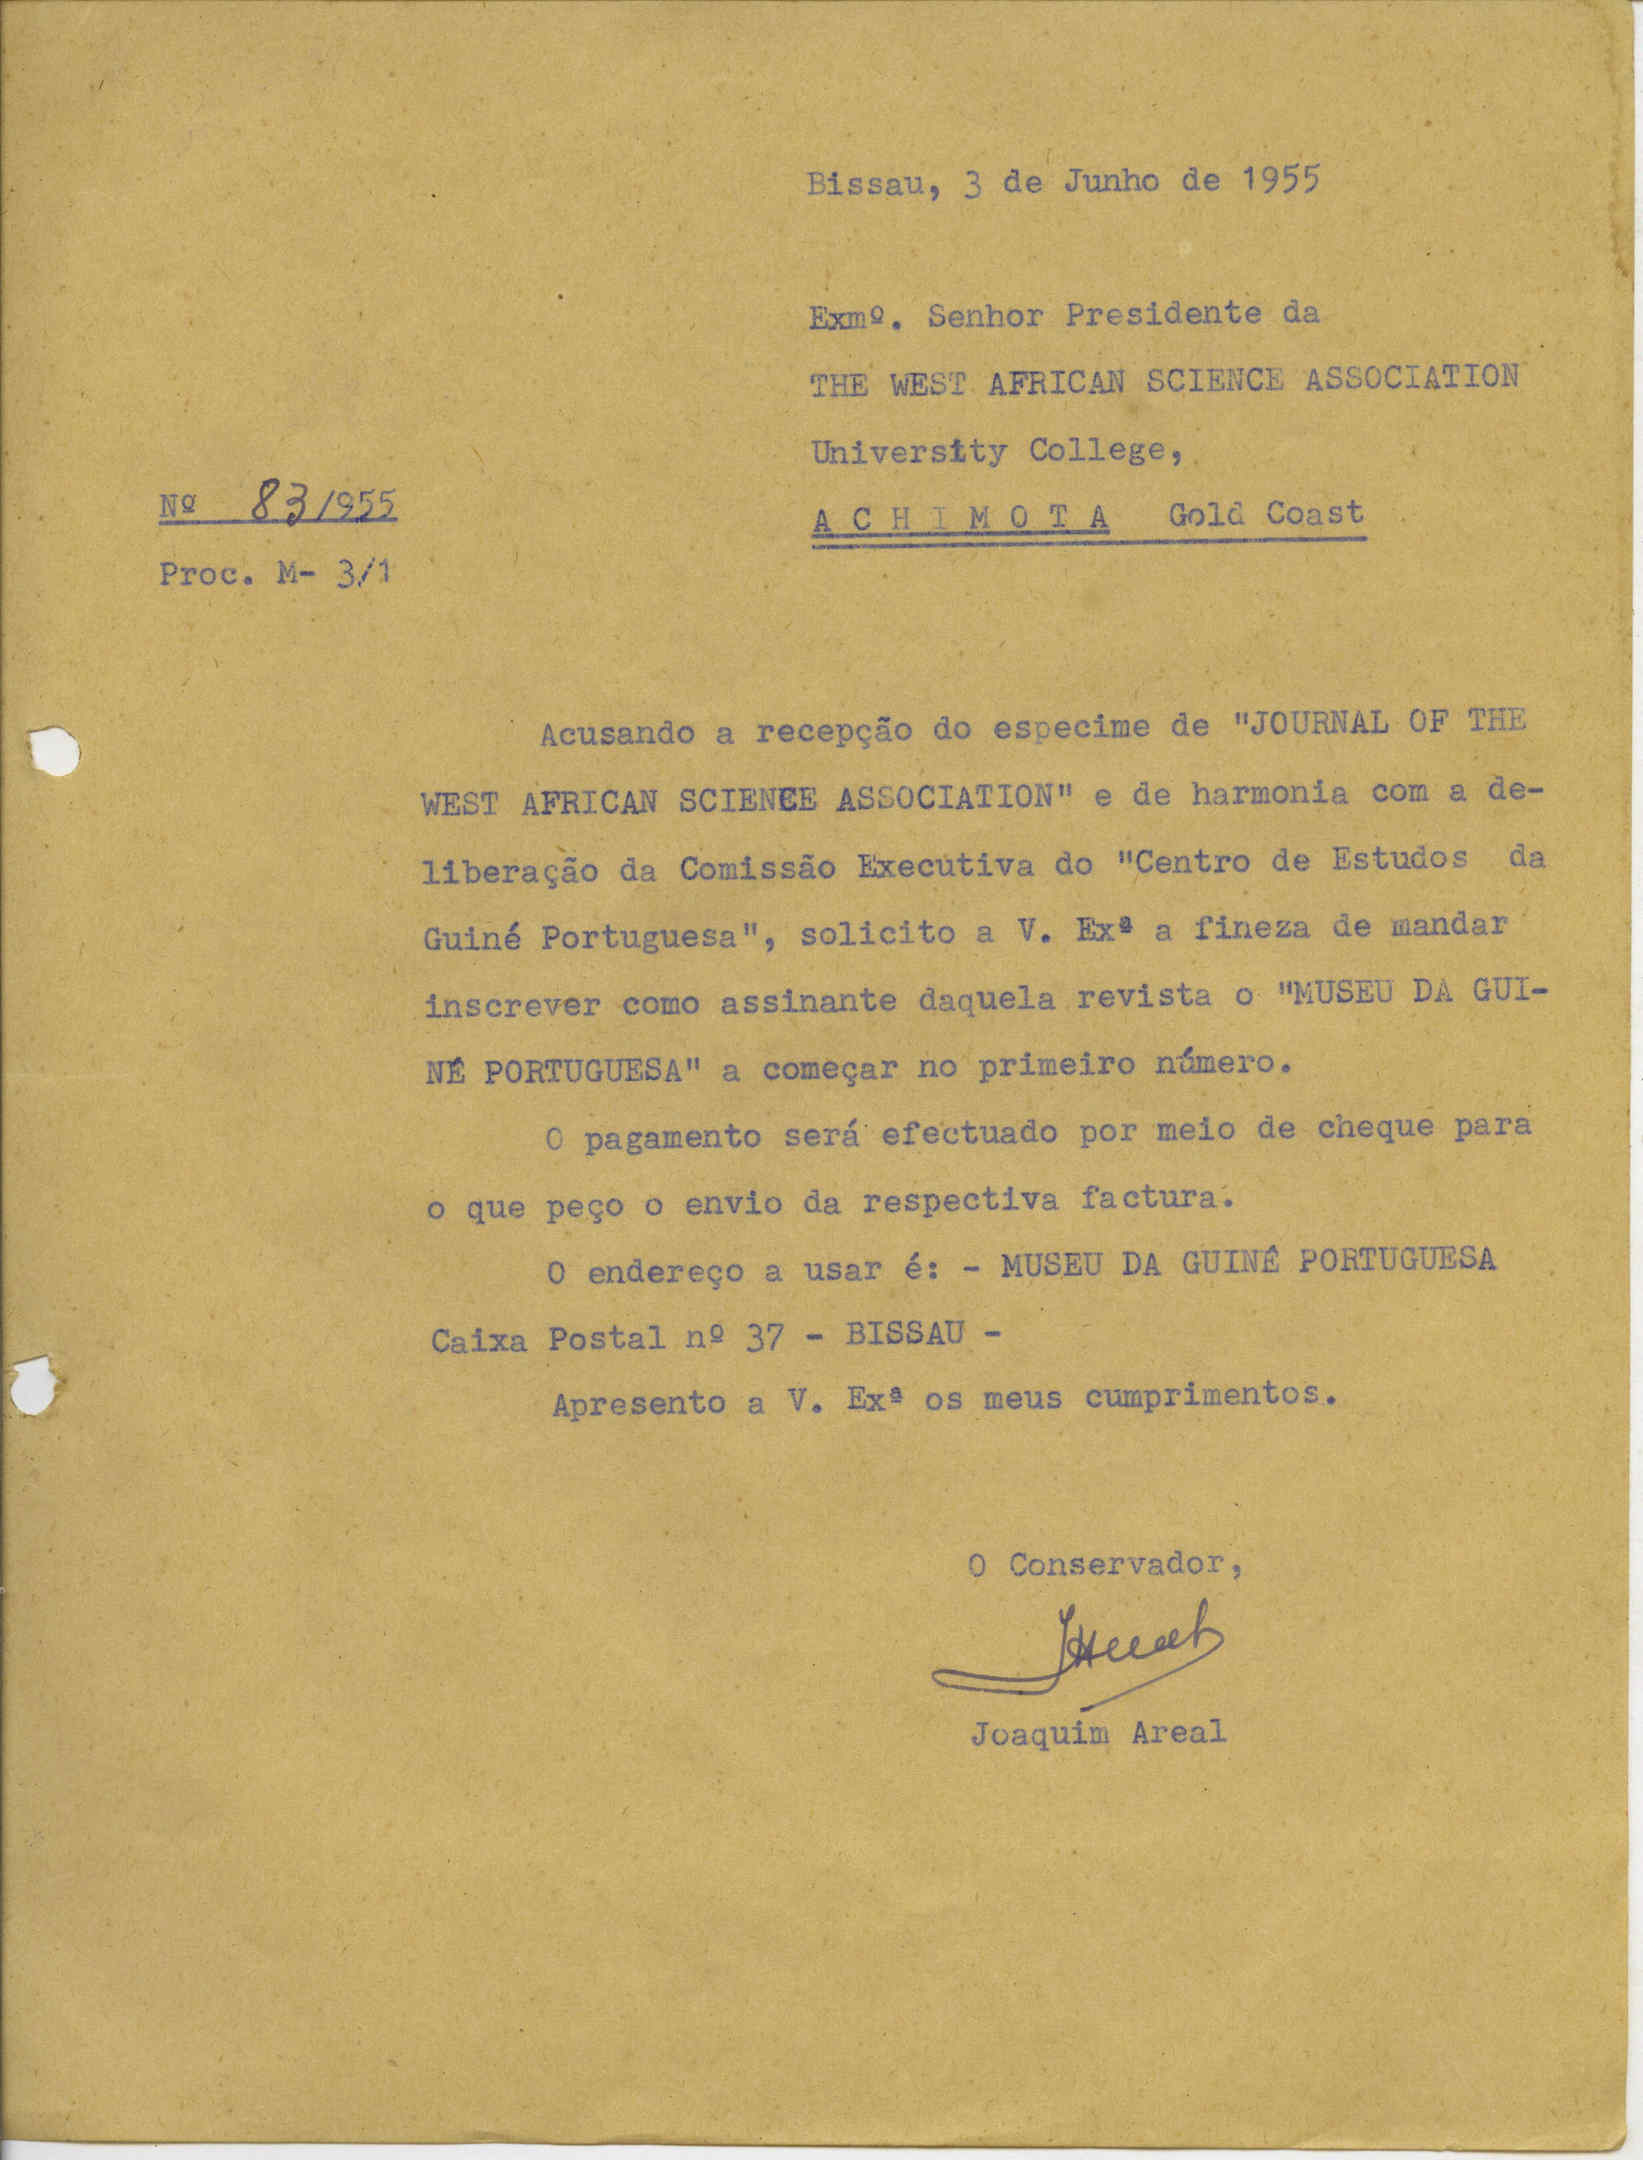 Bissau, 3 de Junho de 1955
Exmº. Senhor Presidente da
THE WEST AFRICAN SCIENCE ASSOCIATION
University College,
A C H I M O T A Gold Coast
Nº 83/1955
Proc. M- 3/1
Acusando a recepção do especime de "JOURNAL OF THE
WEST AFRICAN SCIENCE ASSOCIATION" e de harmonia com a de-
liberação da Comissão Executiva do "Centro de Estudos da
Guiné Portuguesa", solicito a V. Exª a fineza de mandar
inscrever como assinante daquela revista o "MUSEU DA GUI-
NÉ PORTUGUESA" a começar no primeiro número.
O pagamento será efectuado por meio de cheque para
o que peço o envio da respectiva factura.
O endereço a usar é: - MUSEU DA GUINÉ PORTUGUESA
Caixa Postal nº 37 - BISSAU -
Apresento a V. Exª os meus cumprimentos.
O Conservador,
Joaquim Areal